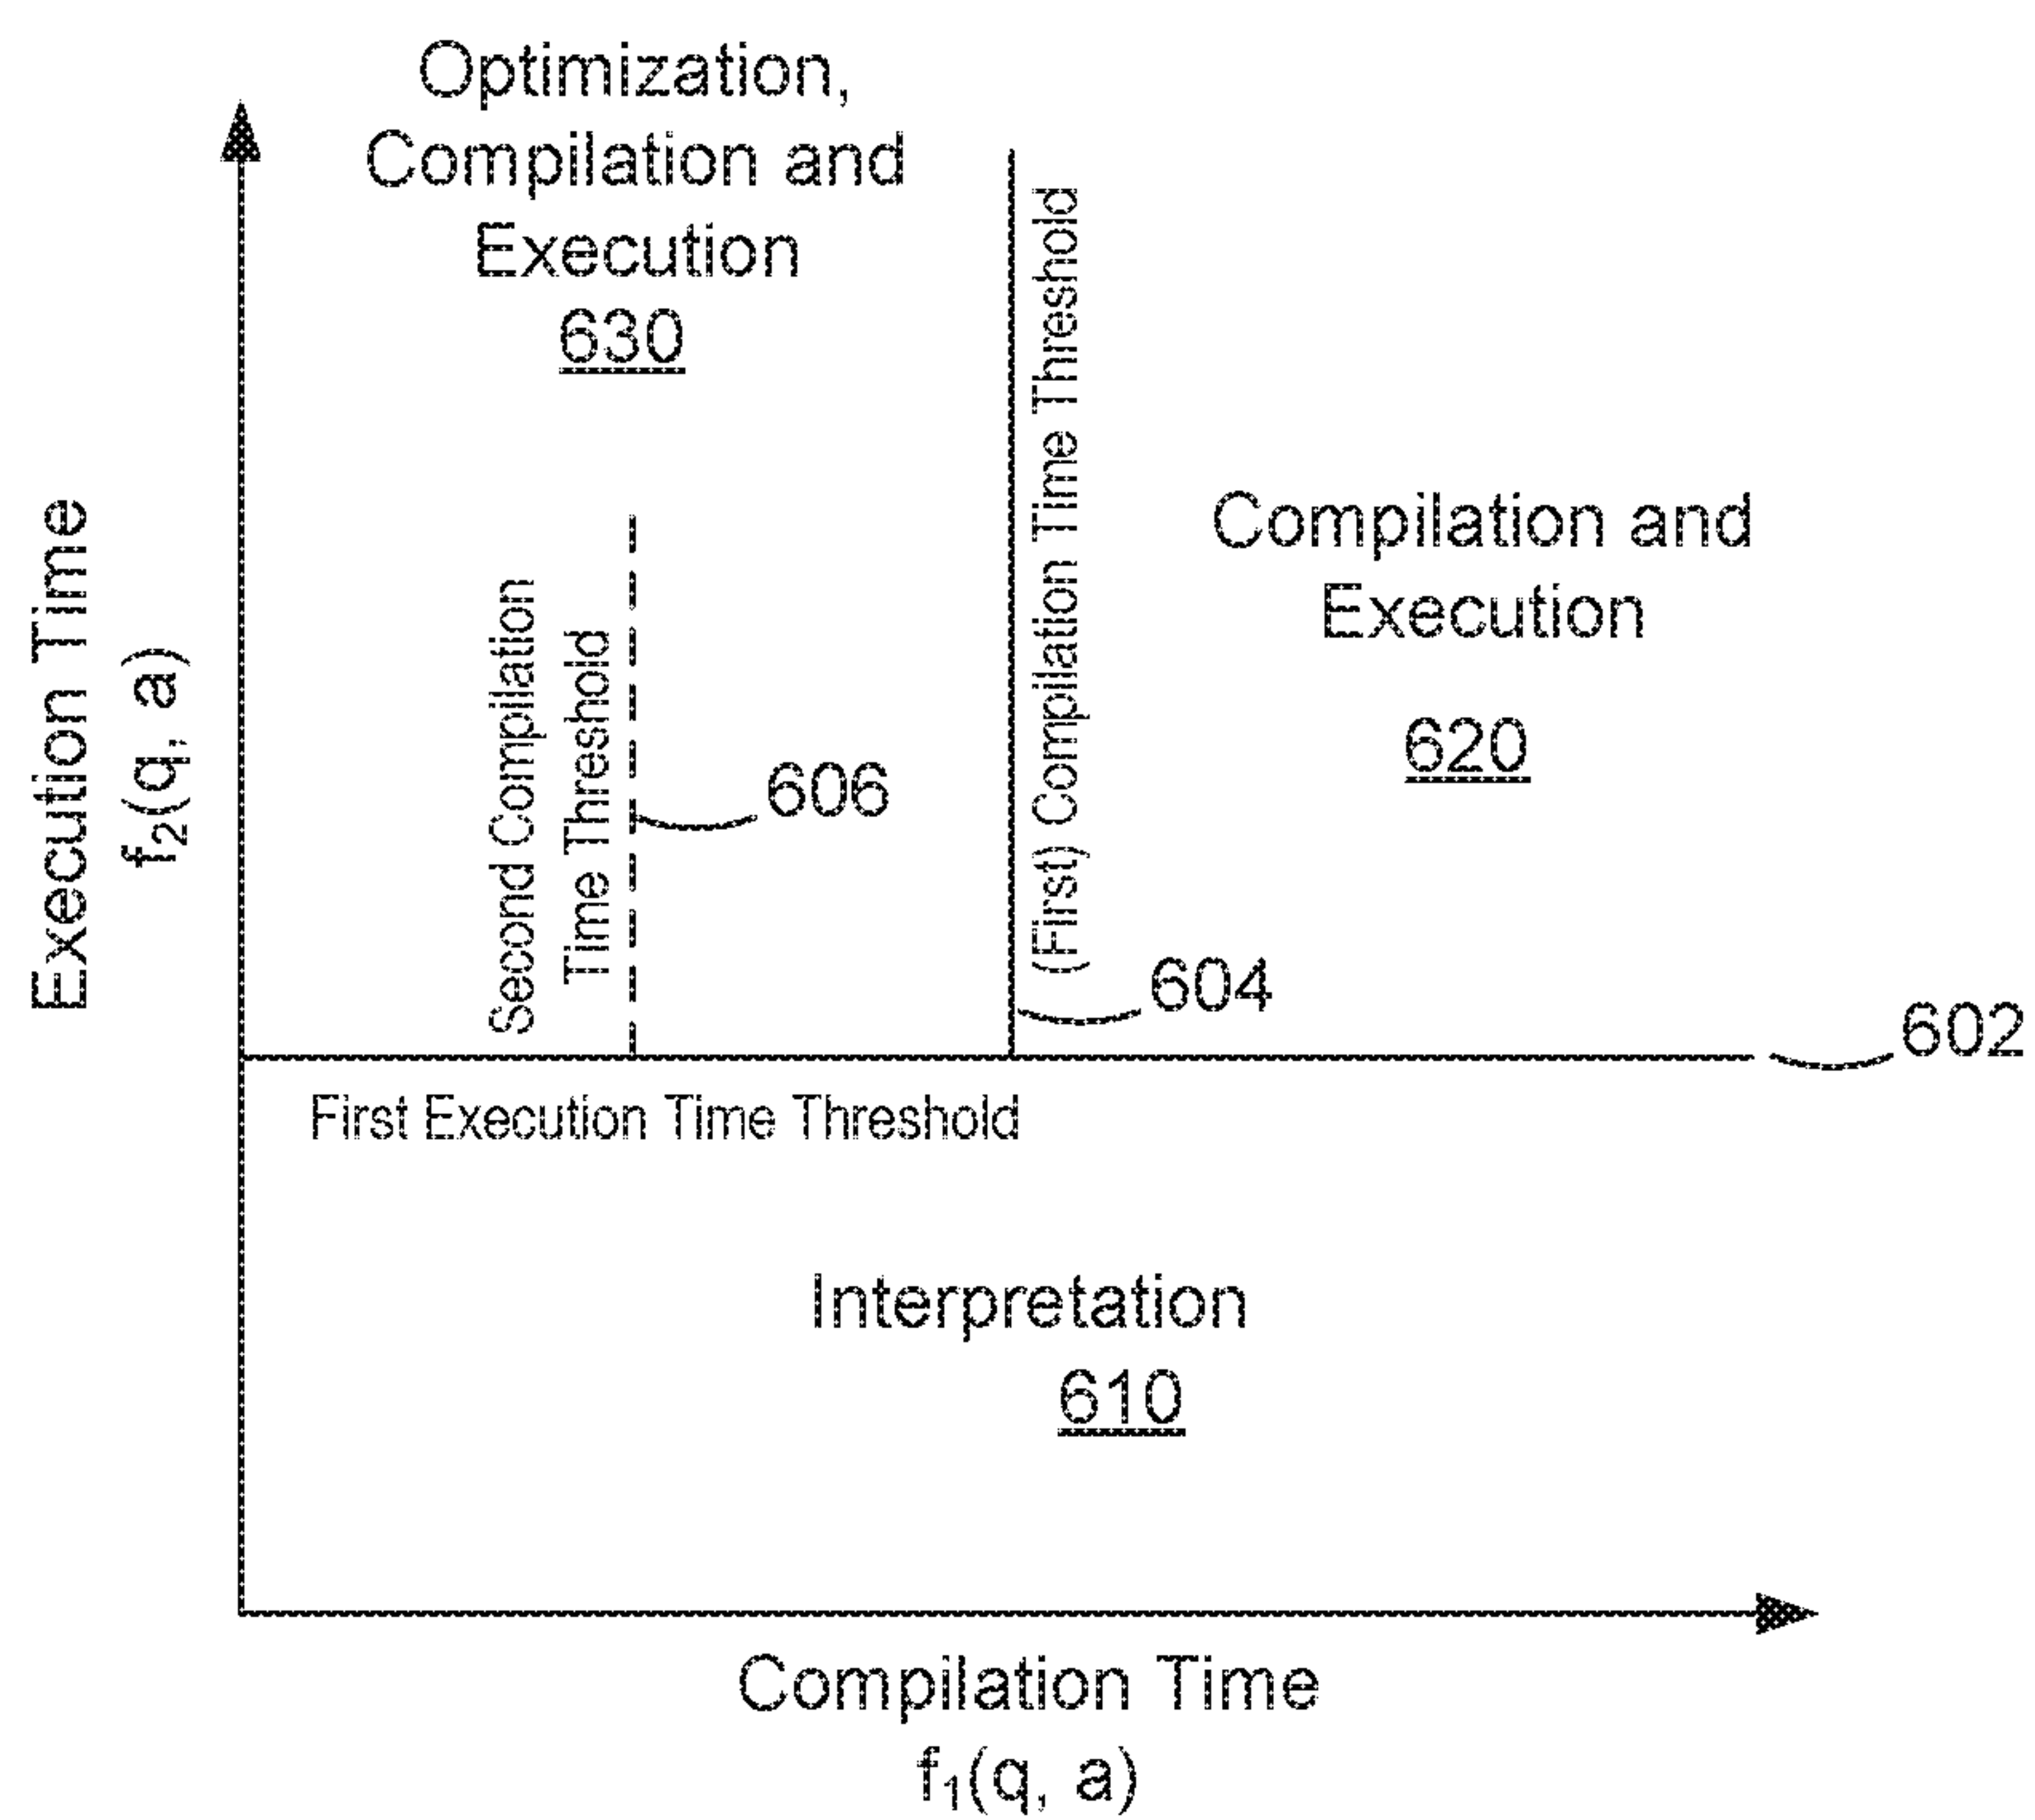 Optimization,
Compilation and
Execution
630
Execution Time
f₂(q, a)
Second Compilation
Time Threshold
606
(First) Compilation Time Threshold
Compilation and
Execution
620
604
602
First Execution Time Threshold
Interpretation
610
Compilation Time
f₁(q, a)